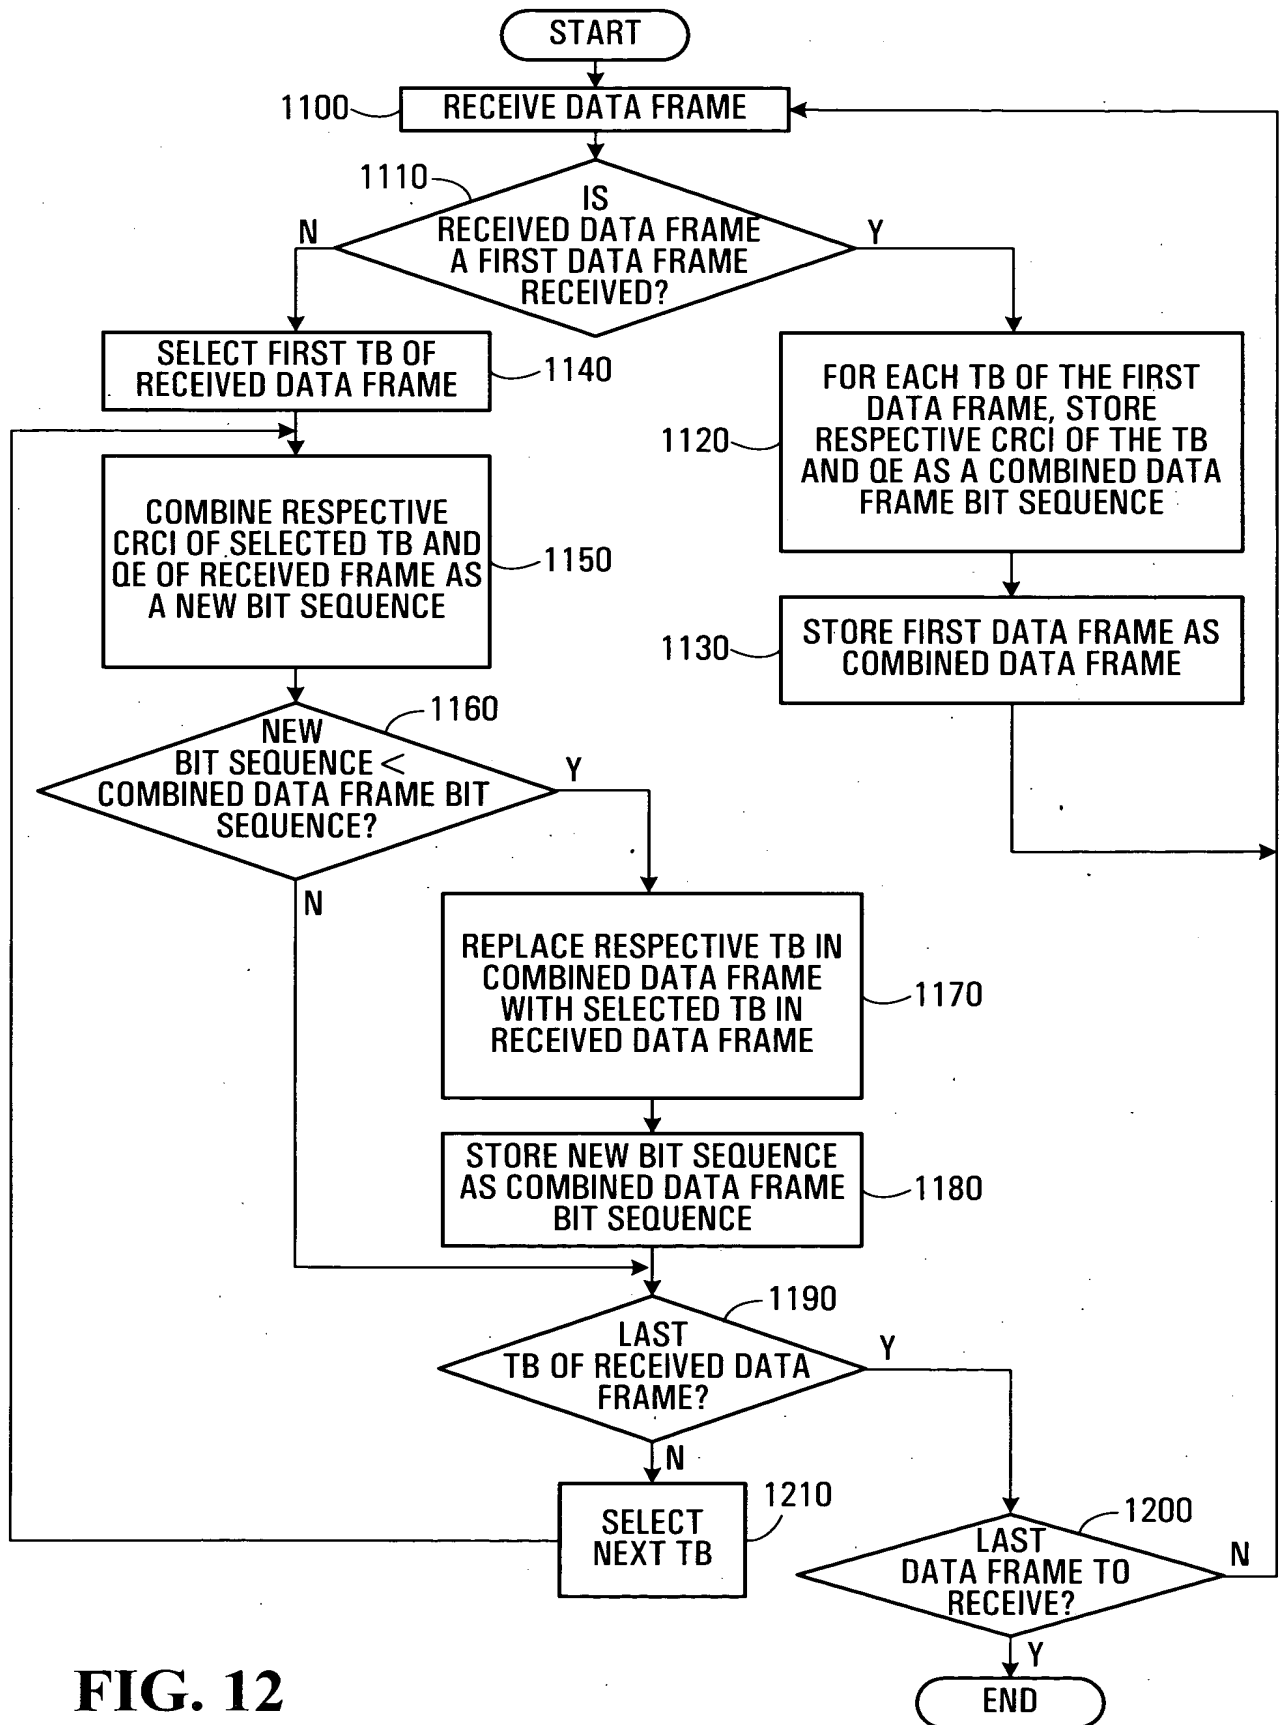 START
1100
RECEIVE DATA FRAME
1110
IS
RECEIVED DATA FRAME
A FIRST DATA FRAME
RECEIVED?
N
Y
SELECT FIRST TB OF
RECEIVED DATA FRAME
1140
FOR EACH TB OF THE FIRST
DATA FRAME, STORE
RESPECTIVE CRCI OF THE TB
AND QE AS A COMBINED DATA
FRAME BIT SEQUENCE
1120
COMBINE RESPECTIVE
CRCI OF SELECTED TB AND
QE OF RECEIVED FRAME AS
A NEW BIT SEQUENCE
1150
STORE FIRST DATA FRAME AS
COMBINED DATA FRAME
1130
1160
NEW
BIT SEQUENCE <
COMBINED DATA FRAME BIT
SEQUENCE?
Y
N
REPLACE RESPECTIVE TB IN
COMBINED DATA FRAME
WITH SELECTED TB IN
RECEIVED DATA FRAME
1170
STORE NEW BIT SEQUENCE
AS COMBINED DATA FRAME
BIT SEQUENCE
1180
1190
LAST
TB OF RECEIVED DATA
FRAME?
Y
N
SELECT
NEXT TB
1210
1200
LAST
DATA FRAME TO
RECEIVE?
N
Y
END
FIG. 12